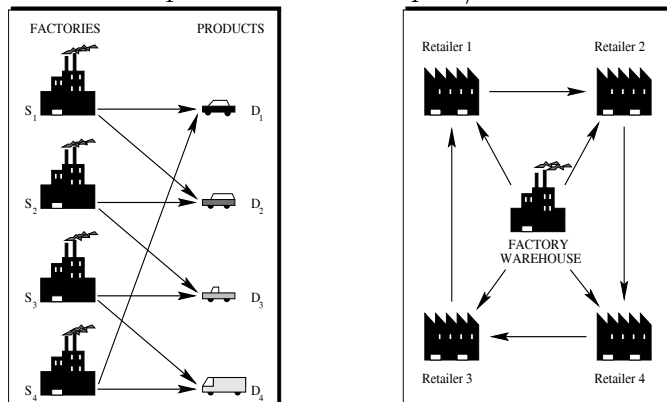 FACTORIES PRODUCTS
S1 D1
S2 D2
S3 D3
S4 D4
Retailer 1 Retailer 2
FACTORY
WAREHOUSE
Retailer 3 Retailer 4